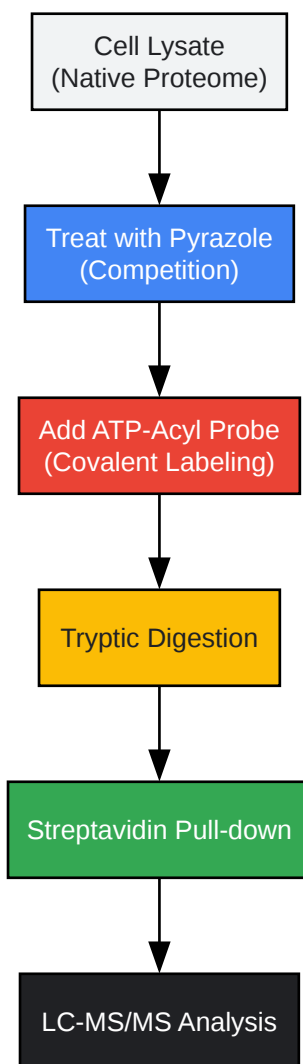 Cell Lysate
(Native Proteome)
Treat with Pyrazole
(Competition)
Add ATP-Acyl Probe
(Covalent Labeling)
Tryptic Digestion
Streptavidin Pull-down
LC-MS/MS Analysis